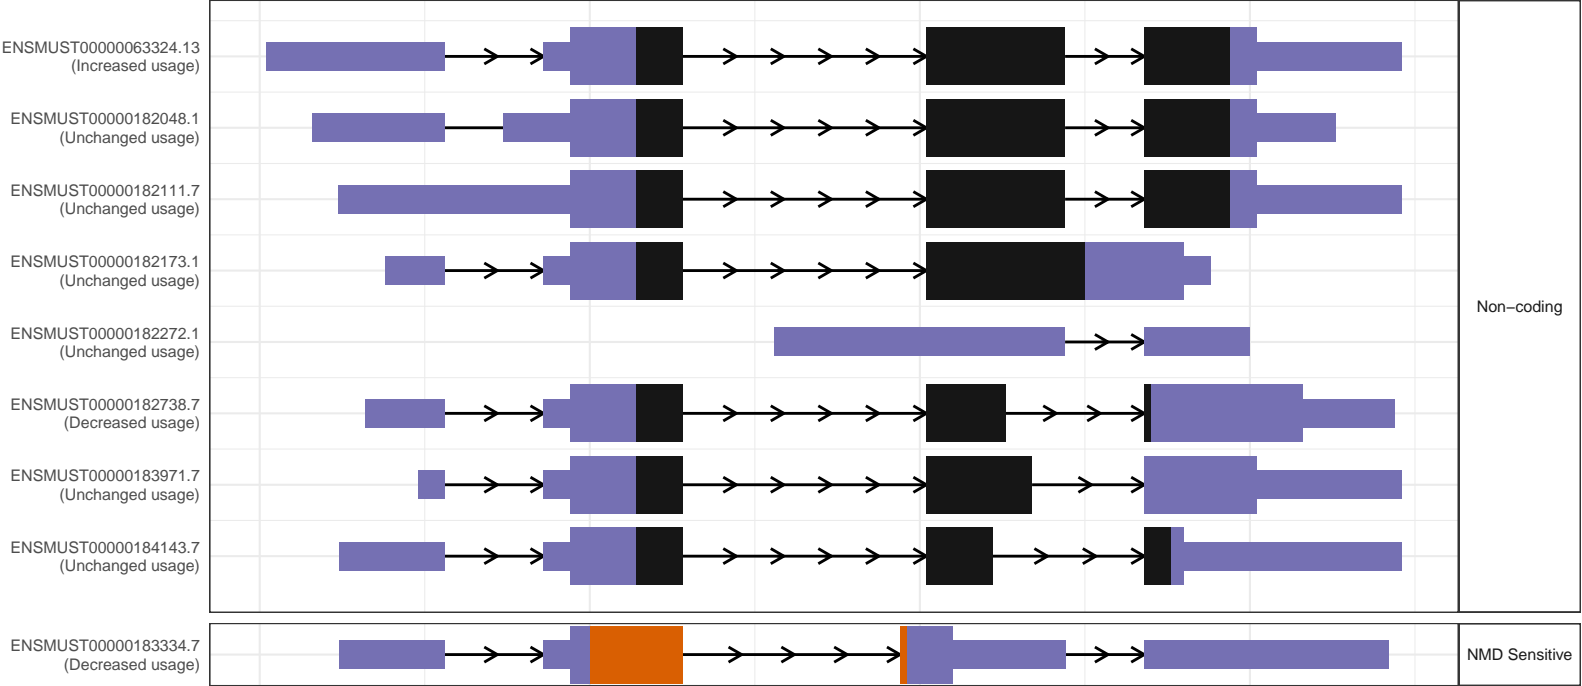 ENSMUST00000063324.13
(Increased usage)
ENSMUST00000182048.1
(Unchanged usage)
ENSMUST00000182111.7
(Unchanged usage)
ENSMUST00000182173.1
(Unchanged usage)
ENSMUST00000182272.1
(Unchanged usage)
ENSMUST00000182738.7
(Decreased usage)
ENSMUST00000183971.7
(Unchanged usage)
ENSMUST00000184143.7
(Unchanged usage)
Non−coding
ENSMUST00000183334.7
(Decreased usage)
NMD Sensitive